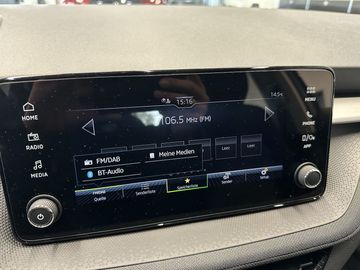 15:16
14.5
HOME
RADIO
MEDIA
MENU
PHONE
APP
106.5 MHz (FM)
Leer
Leer
Leer
FM/DAB
Meine Medien
BT-Audio
Quelle
Senderliste
Speicherliste
Sender
Setup